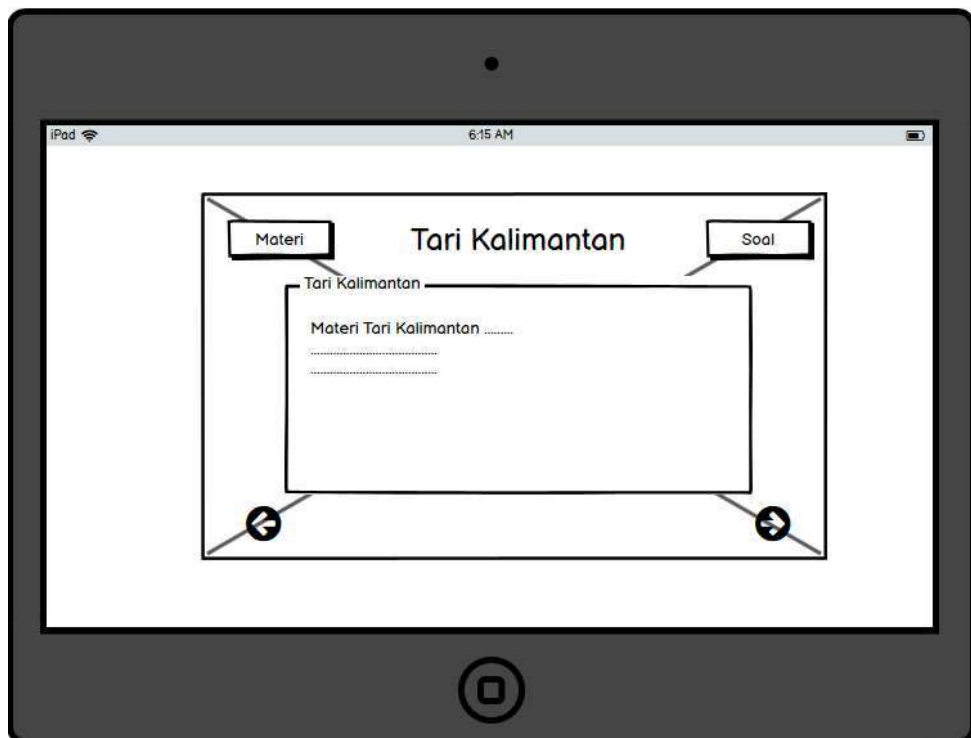 iPad
6:15 AM
Materi
Tari Kalimantan
Soal
Tari Kalimantan
Materi Tari Kalimantan .........
.........................................
.........................................